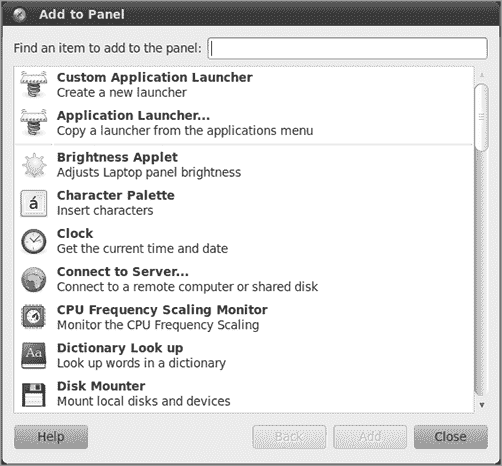 Add to Panel
Find an item to add to the panel:
Custom Application Launcher
Create a new launcher
Application Launcher...
Copy a launcher from the applications menu
Brightness Applet
Adjusts Laptop panel brightness
á
Character Palette
Insert characters
Clock
Get the current time and date
Connect to Server...
Connect to a remote computer or shared disk
CPU Frequency Scaling Monitor
Monitor the CPU Frequency Scaling
Aa
Dictionary Look up
Look up words in a dictionary
Disk Mounter
Mount local disks and devices
Help
Back
Add
Close